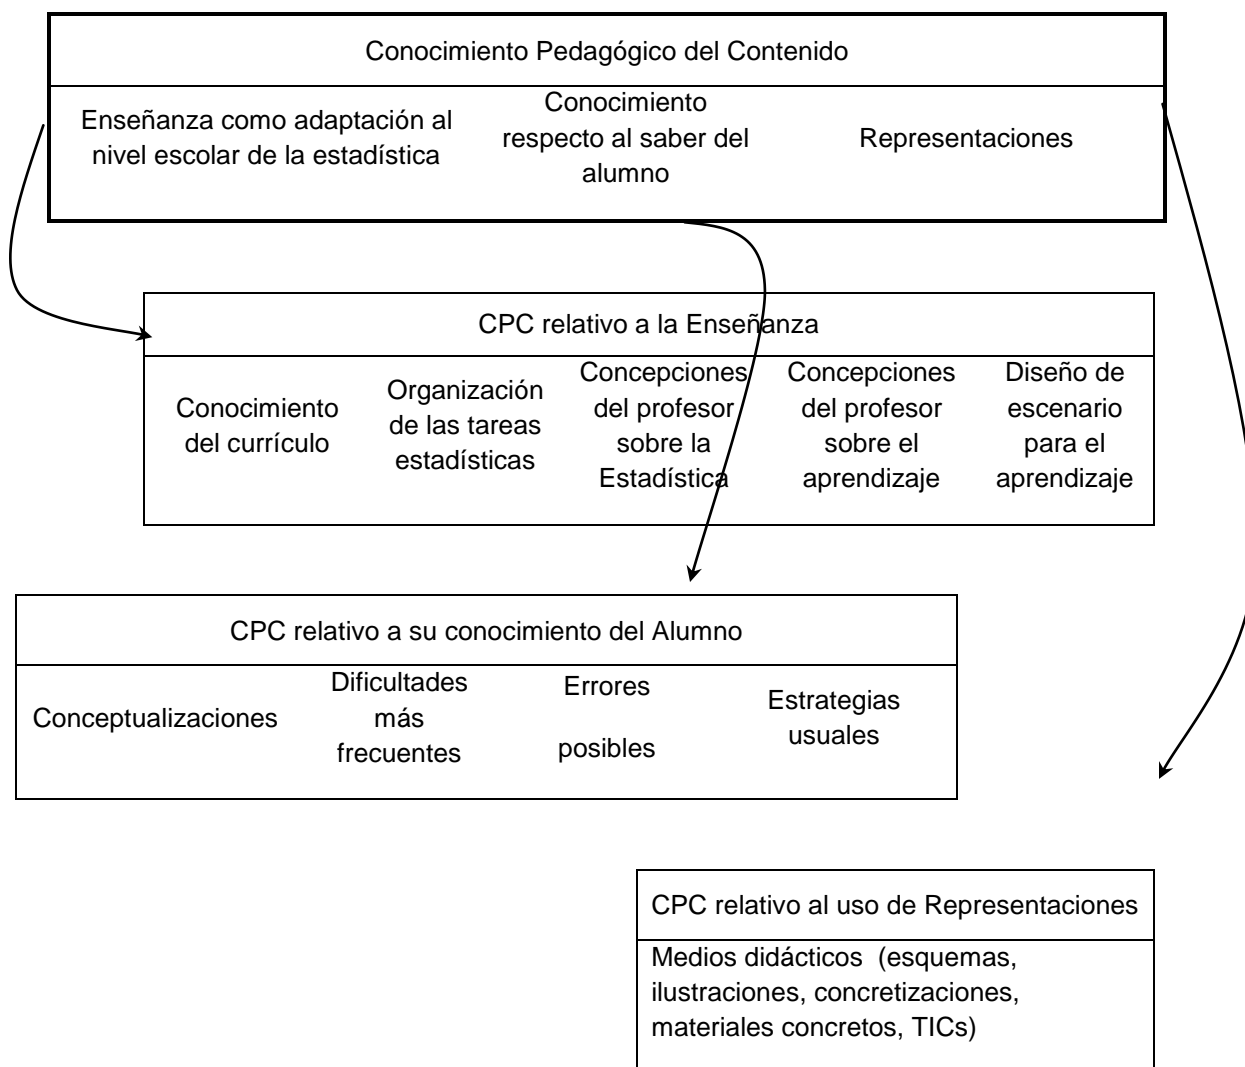 Conocimiento Pedagógico del Contenido
Enseñanza como adaptación al
nivel escolar de la estadística
Conocimiento
respecto al saber del
alumno
Representaciones
CPC relativo a la Enseñanza
Conocimiento
del currículo
Organización
de las tareas
estadísticas
Concepciones
del profesor
sobre la
Estadística
Concepciones
del profesor
sobre el
aprendizaje
Diseño de
escenario
para el
aprendizaje
CPC relativo a su conocimiento del Alumno
Conceptualizaciones
Dificultades
más
frecuentes
Errores
posibles
Estrategias
usuales
CPC relativo al uso de Representaciones
Medios didácticos  (esquemas,
ilustraciones, concretizaciones,
materiales concretos, TICs)